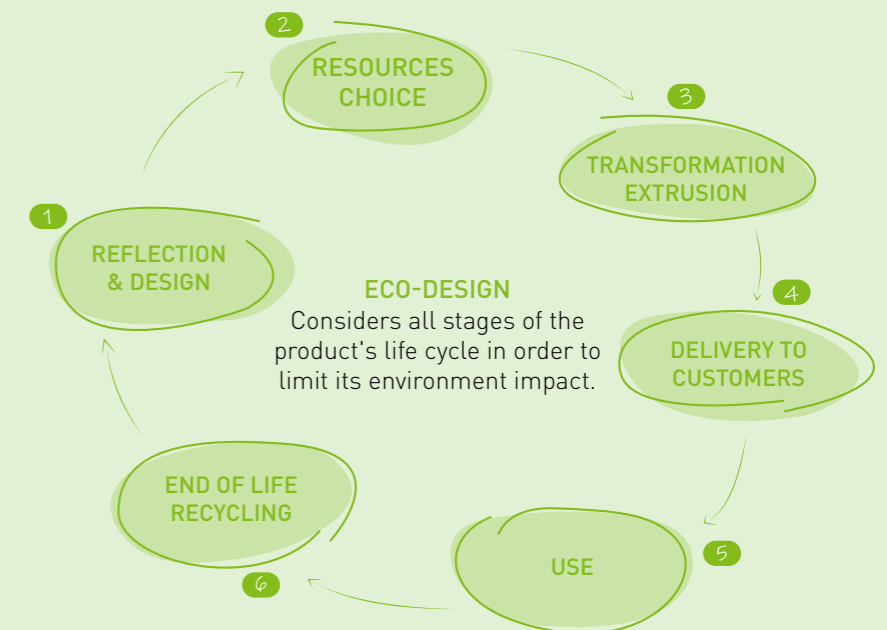 1
REFLECTION
& DESIGN
2
RESOURCES
CHOICE
3
TRANSFORMATION
EXTRUSION
4
DELIVERY TO
CUSTOMERS
5
USE
6
END OF LIFE
RECYCLING
ECO-DESIGN
Considers all stages of the
product's life cycle in order to
limit its environment impact.